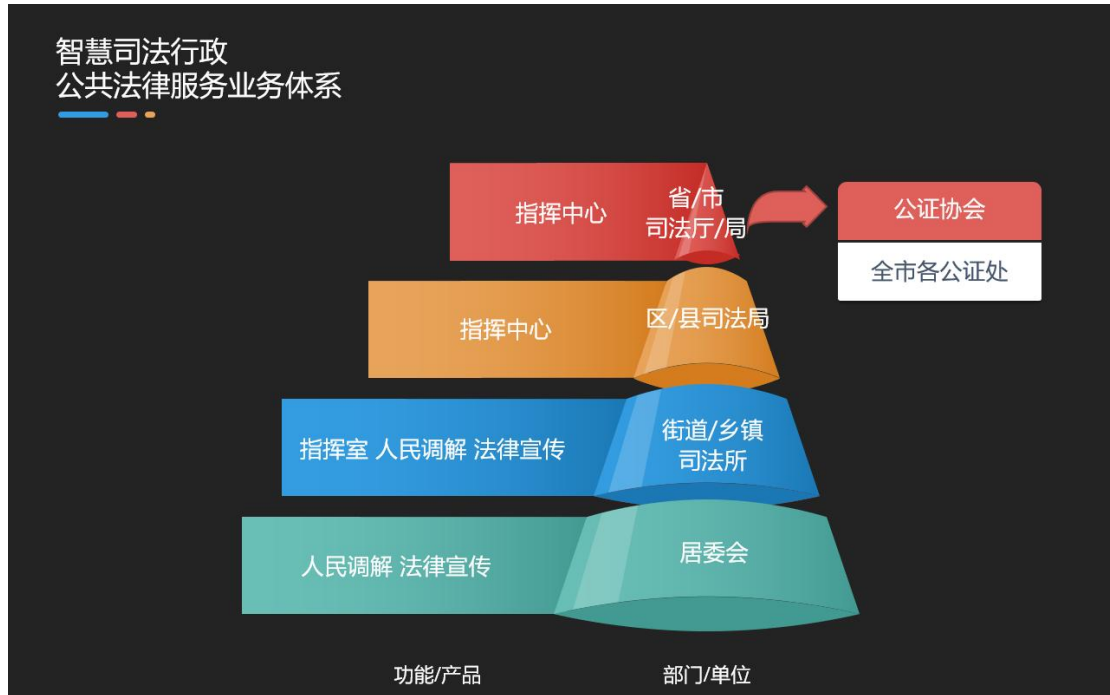 智慧司法行政
公共法律服务业务体系
指挥中心
省/市
司法厅/局
公证协会
全市各公证处
指挥中心
区/县司法局
指挥室 人民调解 法律宣传
街道/乡镇
司法所
人民调解 法律宣传
居委会
功能/产品
部门/单位